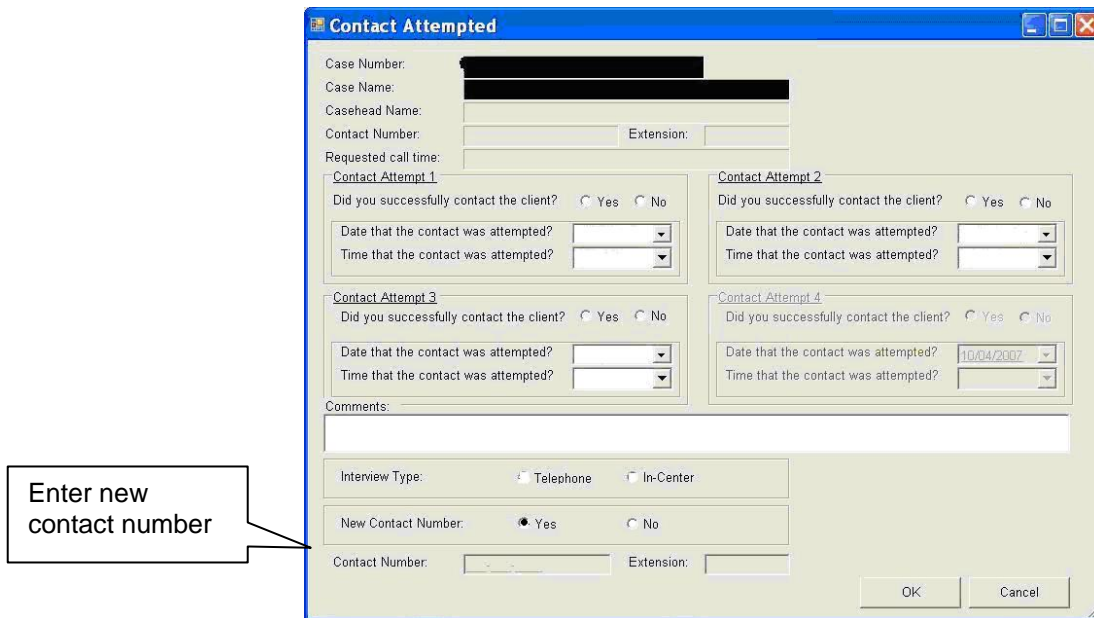 Contact Attempted
Case Number:
Case Name:
Casehead Name:
Contact Number: Extension:
Requested call time:
Contact Attempt 1
Did you successfully contact the client? Yes No
Date that the contact was attempted?
Time that the contact was attempted?
Contact Attempt 2
Did you successfully contact the client? Yes No
Date that the contact was attempted?
Time that the contact was attempted?
Contact Attempt 3
Did you successfully contact the client? Yes No
Date that the contact was attempted?
Time that the contact was attempted?
Contact Attempt 4
Did you successfully contact the client? Yes No
Date that the contact was attempted? 10/04/2007
Time that the contact was attempted?
Comments:
Interview Type: Telephone In-Center
New Contact Number: Yes No
Contact Number: ___-___-____ Extension:
OK Cancel
Enter new
contact number